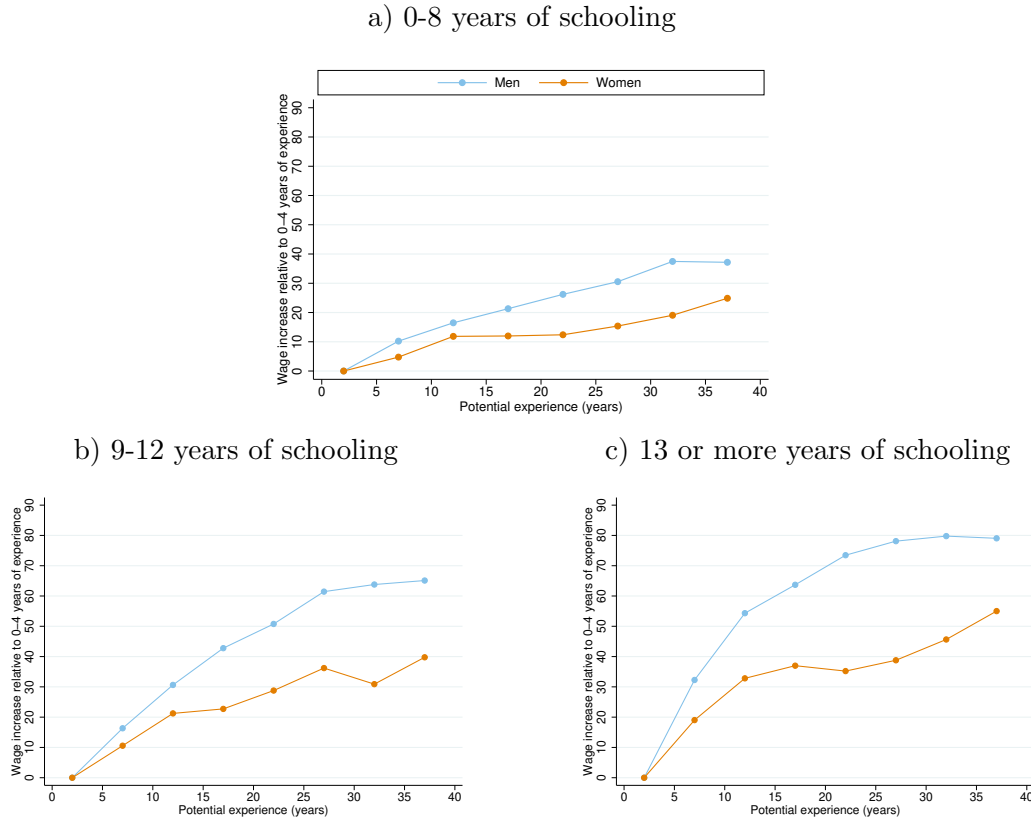 a) 0-8 years of schooling
Men Women
Wage increase relative to 0–4 years of experience
0 10 20 30 40 50 60 70 80 90
0 5 10 15 20 25 30 35 40
Potential experience (years)
b) 9-12 years of schooling
Wage increase relative to 0–4 years of experience
0 10 20 30 40 50 60 70 80 90
0 5 10 15 20 25 30 35 40
Potential experience (years)
c) 13 or more years of schooling
Wage increase relative to 0–4 years of experience
0 10 20 30 40 50 60 70 80 90
0 5 10 15 20 25 30 35 40
Potential experience (years)